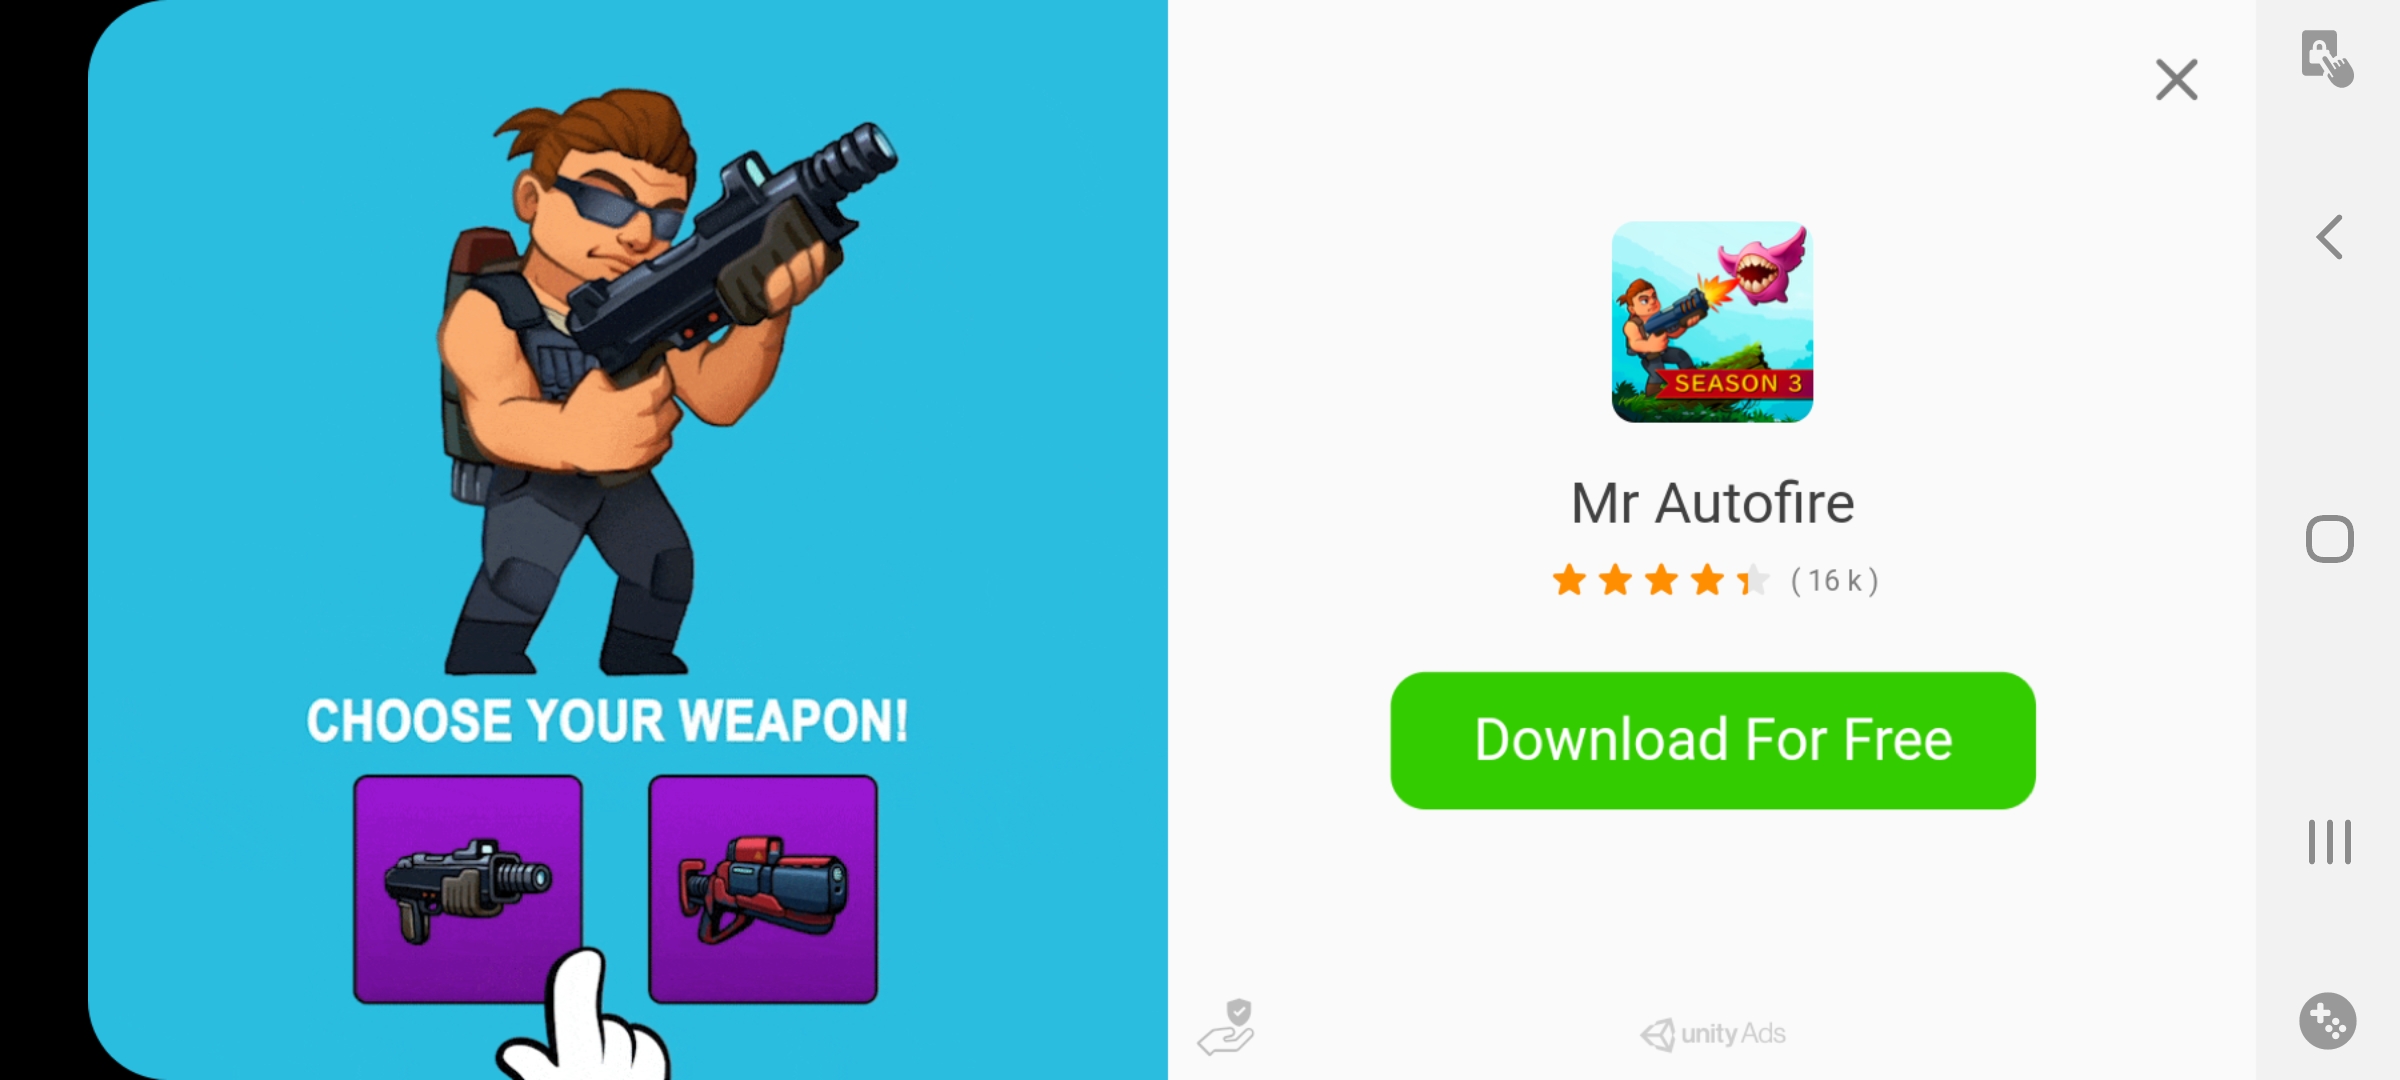 CHOOSE YOUR WEAPON!
SEASON 3
Mr Autofire
( 16 k )
Download For Free
unity Ads